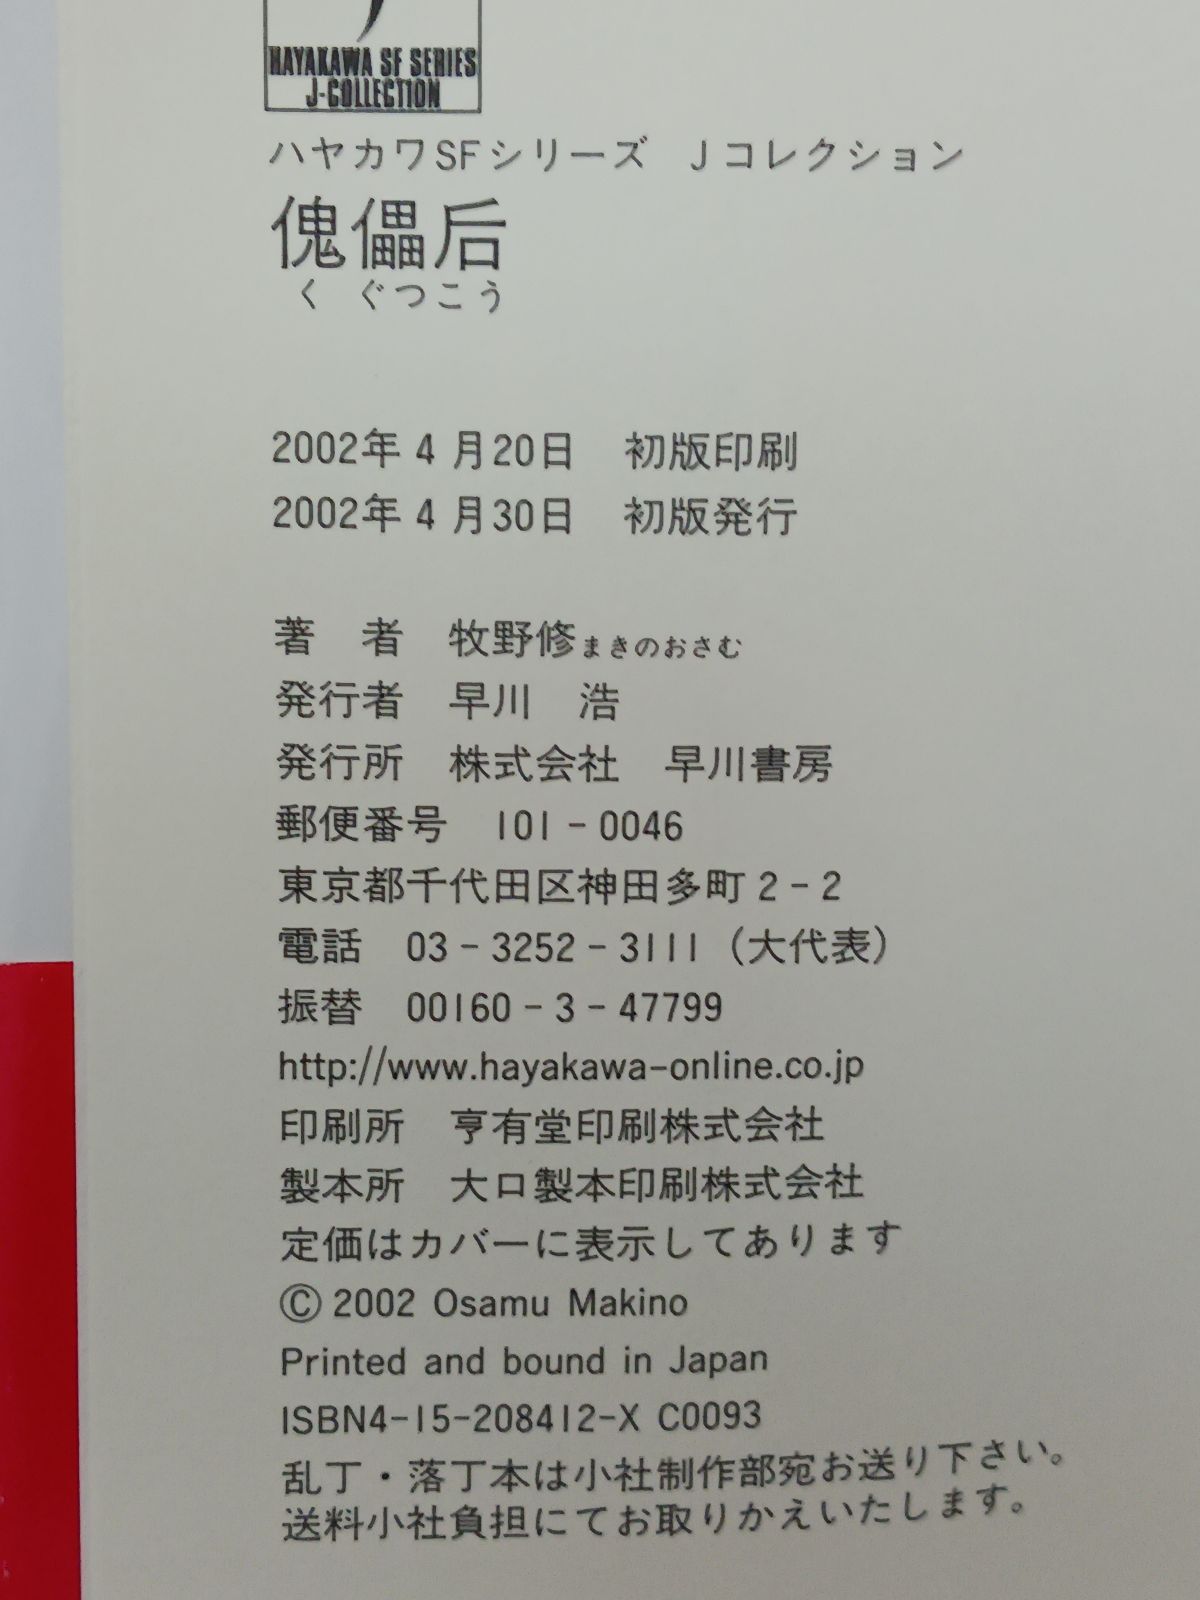 HAYAKAWA SF SERIES
J-COLLECTION
ハヤカワSFシリーズ Jコレクション
傀儡后
くぐつこう
2002年4月20日 初版印刷
2002年4月30日 初版発行
著 者 牧野修まきのおさむ
発行者 早川 浩
発行所 株式会社 早川書房
郵便番号 101-0046
東京都千代田区神田多町2-2
電話 03-3252-3111（大代表）
振替 00160-3-47799
http://www.hayakawa-online.co.jp
印刷所 亨有堂印刷株式会社
製本所 大口製本印刷株式会社
定価はカバーに表示してあります
Ⓒ 2002 Osamu Makino
Printed and bound in Japan
ISBN4-15-208412-X C0093
乱丁・落丁本は小社制作部宛お送り下さい。
送料小社負担にてお取りかえいたします。